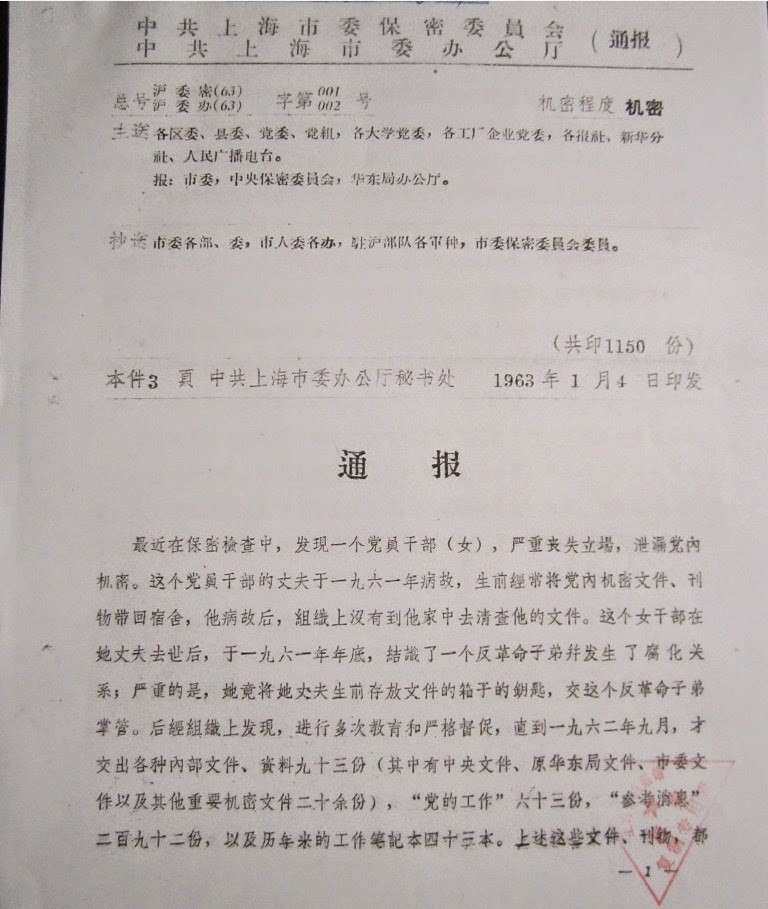 中共上海市委保密委員会
中共上海市委办公厅
（通报）
总号 沪委密(63) 字第 001 号
沪委办(63) 002
机密程度 机密
主送 各区委、县委、党委、党組，各大学党委，各工厂企业党委，各报社、新华分
社、人民广播电台。
报：市委，中央保密委員会，华东局办公厅。
抄送 市委各部、委，市人委各办，驻沪部队各軍种，市委保密委員会委員。
（共印1150 份）
本件3 頁 中共上海市委办公厅秘书处 1963年1月4日印发
通 报
最近在保密檢查中，发現一个党員干部（女），严重丧失立場，泄漏党內
机密。这个党員干部的丈夫于一九六一年病故，生前經常将党內机密文件、刊
物带回宿舍，他病故后，組織上沒有到他家中去清查他的文件。这个女干部在
她丈夫去世后，于一九六一年年底，結識了一个反革命子弟幷发生了腐化关
系；严重的是，她竟将她丈夫生前存放文件的箱子的鈅匙，交这个反革命子弟
掌管。后經組織上发現，进行多次教育和严格督促，直到一九六二年九月，才
交出各种內部文件、資料九十三份（其中有中央文件、原华东局文件、市委文
件以及其他重要机密文件二十余份），“党的工作”六十三份，“参考消息”
二百九十二份，以及历年来的工作笔記本四十三本。上述这些文件、刊物，都
— 1 —